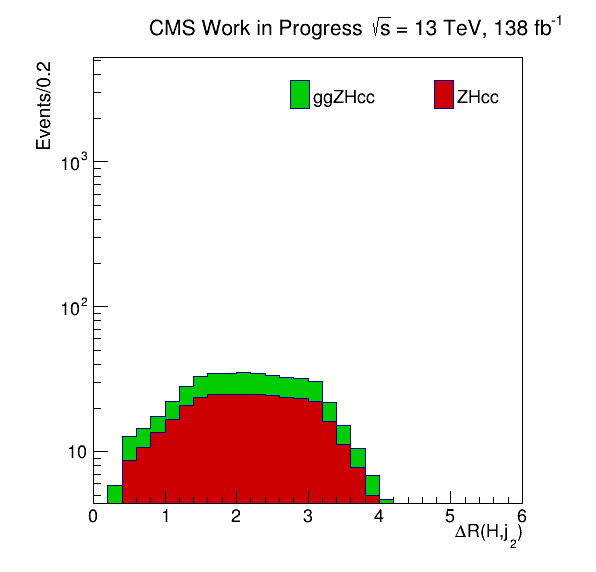 CMS Work in Progress √s = 13 TeV, 138 fb⁻¹
Events/0.2
ggZHcc ZHcc
10³
10²
10
0 1 2 3 4 5 6
ΔR(H,j₂)